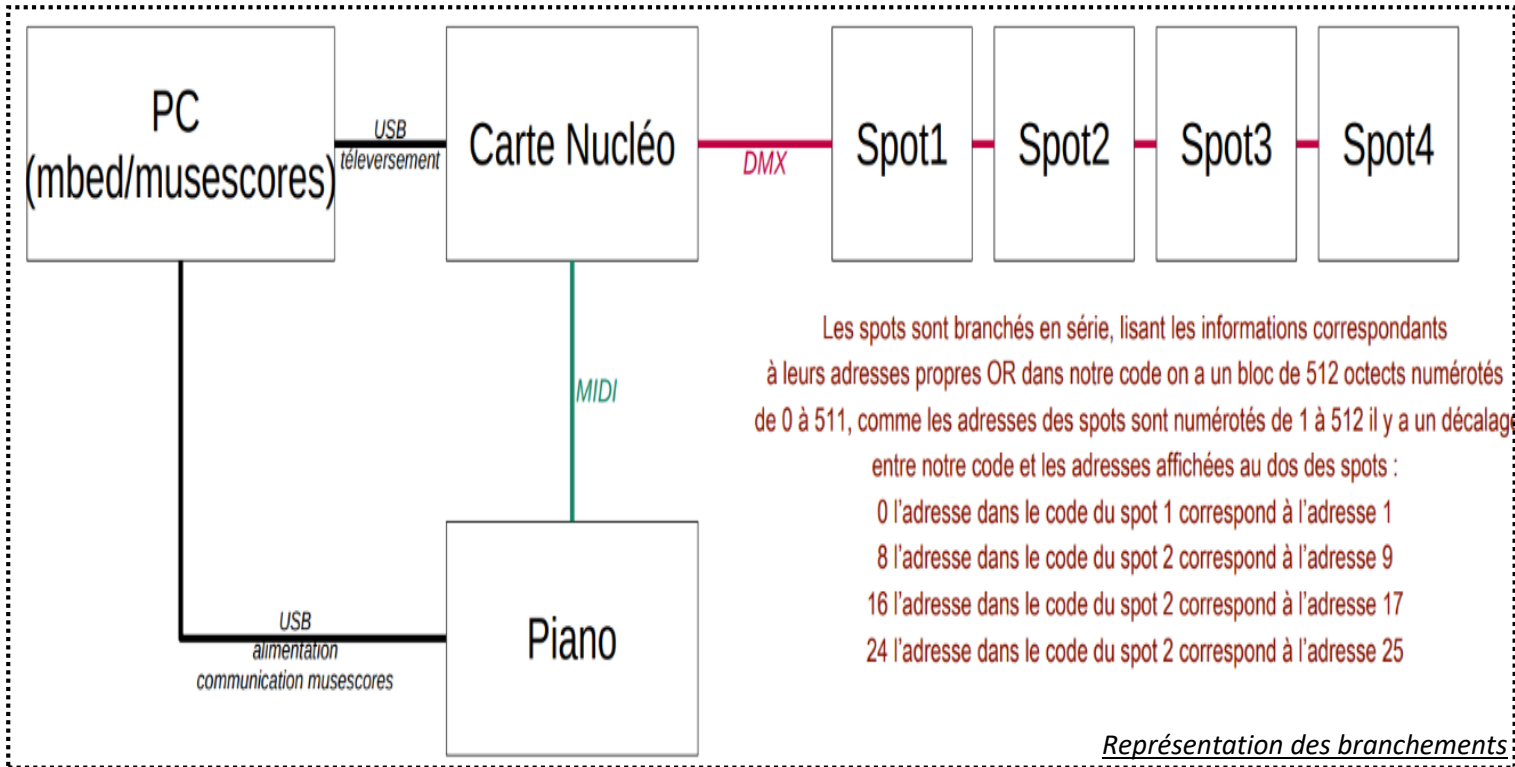 PC
(mbed/musescores)
USB
téleversement
Carte Nucléo
DMX
Spot1
Spot2
Spot3
Spot4
MIDI
Les spots sont branchés en série, lisant les informations correspondants
à leurs adresses propres OR dans notre code on a un bloc de 512 octects numérotés
de 0 à 511, comme les adresses des spots sont numérotés de 1 à 512 il y a un décalage
entre notre code et les adresses affichées au dos des spots :
0 l'adresse dans le code du spot 1 correspond à l'adresse 1
8 l'adresse dans le code du spot 2 correspond à l'adresse 9
16 l'adresse dans le code du spot 2 correspond à l'adresse 17
24 l'adresse dans le code du spot 2 correspond à l'adresse 25
USB
alimentation
communication musescores
Piano
Représentation des branchements